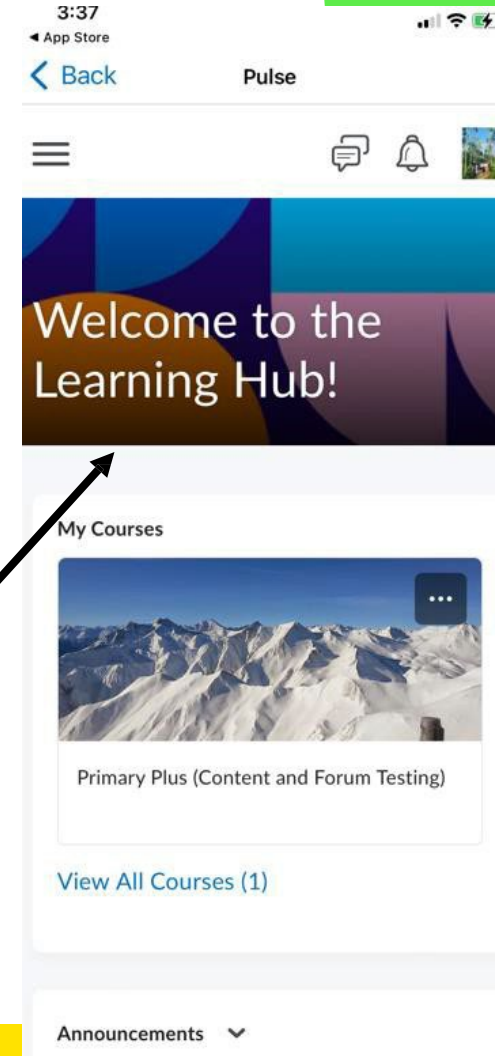 3:37
◀ App Store
Back Pulse
Welcome to the
Learning Hub!
My Courses
Primary Plus (Content and Forum Testing)
View All Courses (1)
Announcements